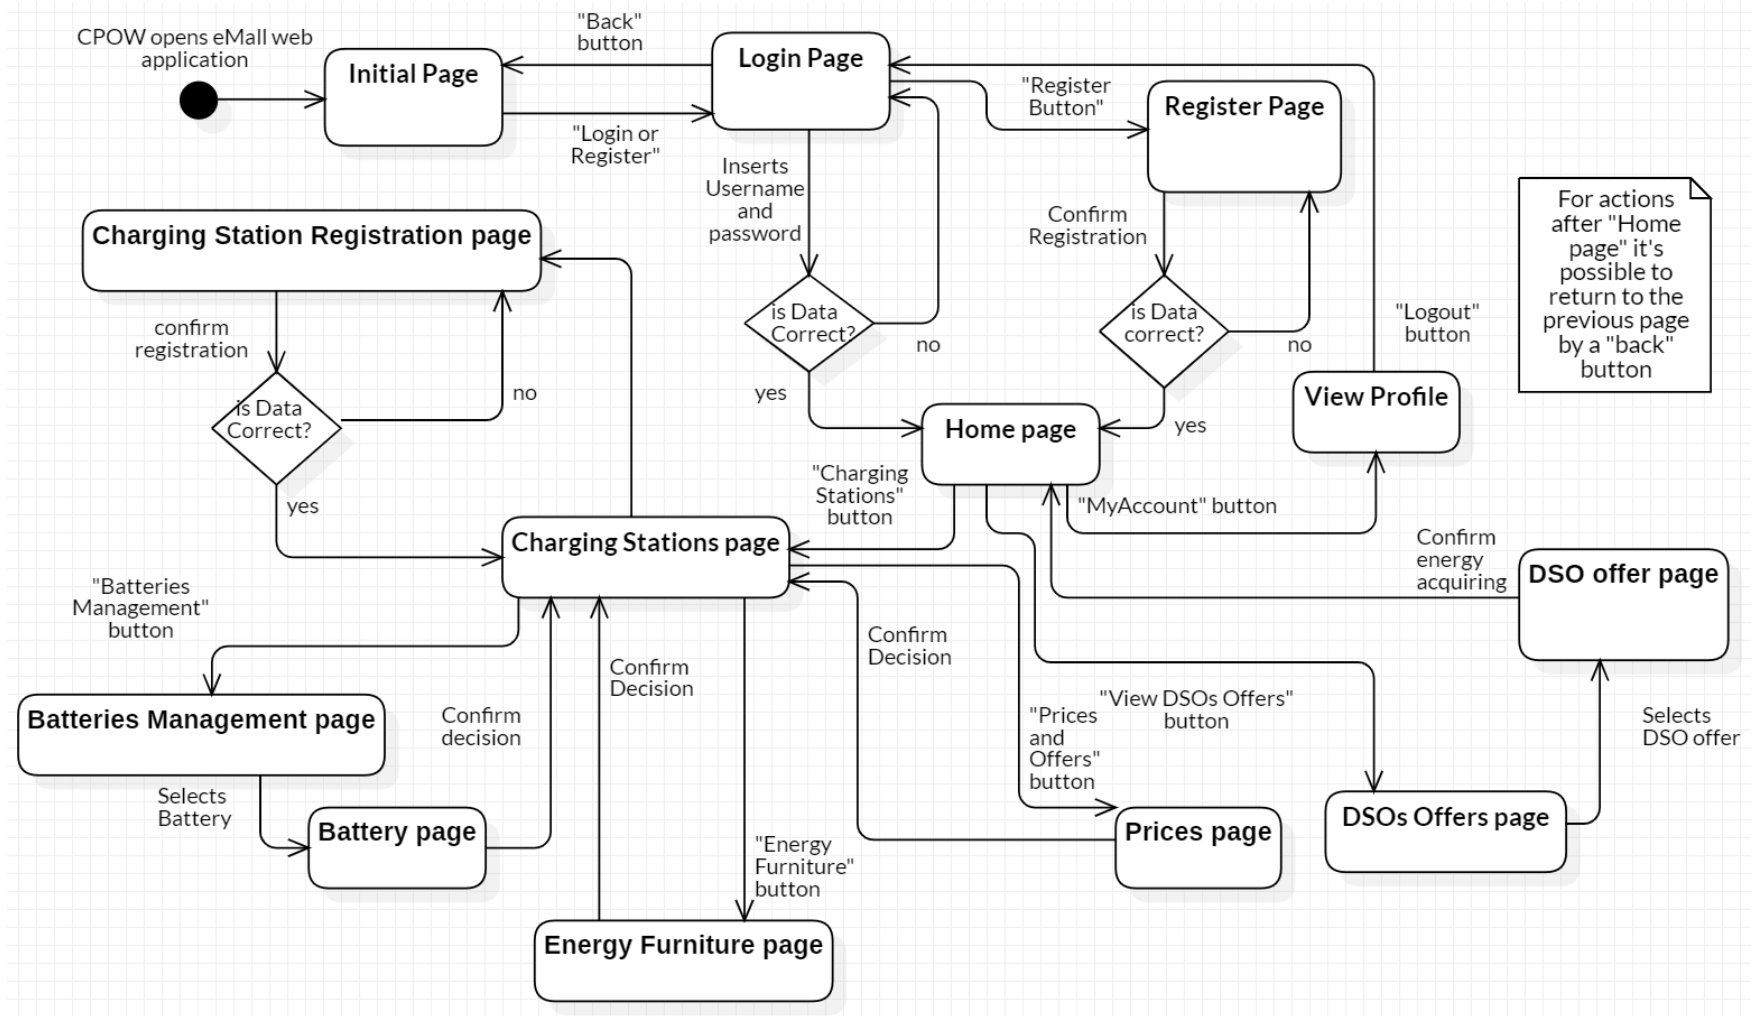 CPOW opens eMall web
application
Initial Page
"Back"
button
"Login or
Register"
Login Page
"Register
Button"
Register Page
Inserts
Username
and
password
Confirm
Registration
For actions
after "Home
page" it's
possible to
return to the
previous page
by a "back"
button
Charging Station Registration page
confirm
registration
is Data
Correct?
no
yes
is Data
Correct?
no
yes
is Data
correct?
no
yes
"Logout"
button
View Profile
Home page
"Charging
Stations"
button
"MyAccount" button
Charging Stations page
Confirm
energy
acquiring
DSO offer page
"Batteries
Management"
button
Confirm
Decision
Confirm
Decision
Batteries Management page
Confirm
decision
"Prices
and
Offers"
button
"View DSOs Offers"
button
Selects
DSO offer
Selects
Battery
Battery page
"Energy
Furniture"
button
Prices page
DSOs Offers page
Energy Furniture page